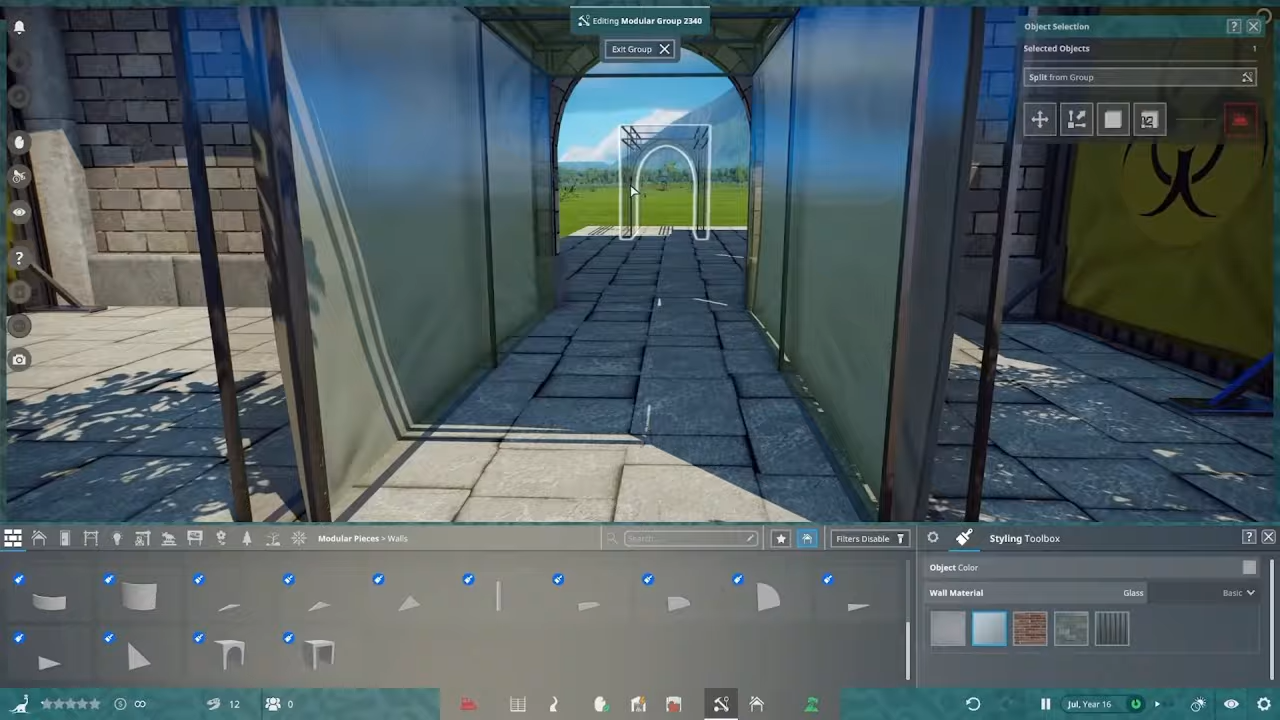 Editing Modular Group 2340
Exit Group
Object Selection
?
Selected Objects 1
Split from Group
?
Modular Pieces > Walls
Search...
Filters Disable
Styling Toolbox
?
Object Color
Wall Material Glass Basic
12
0
Jul, Year 16